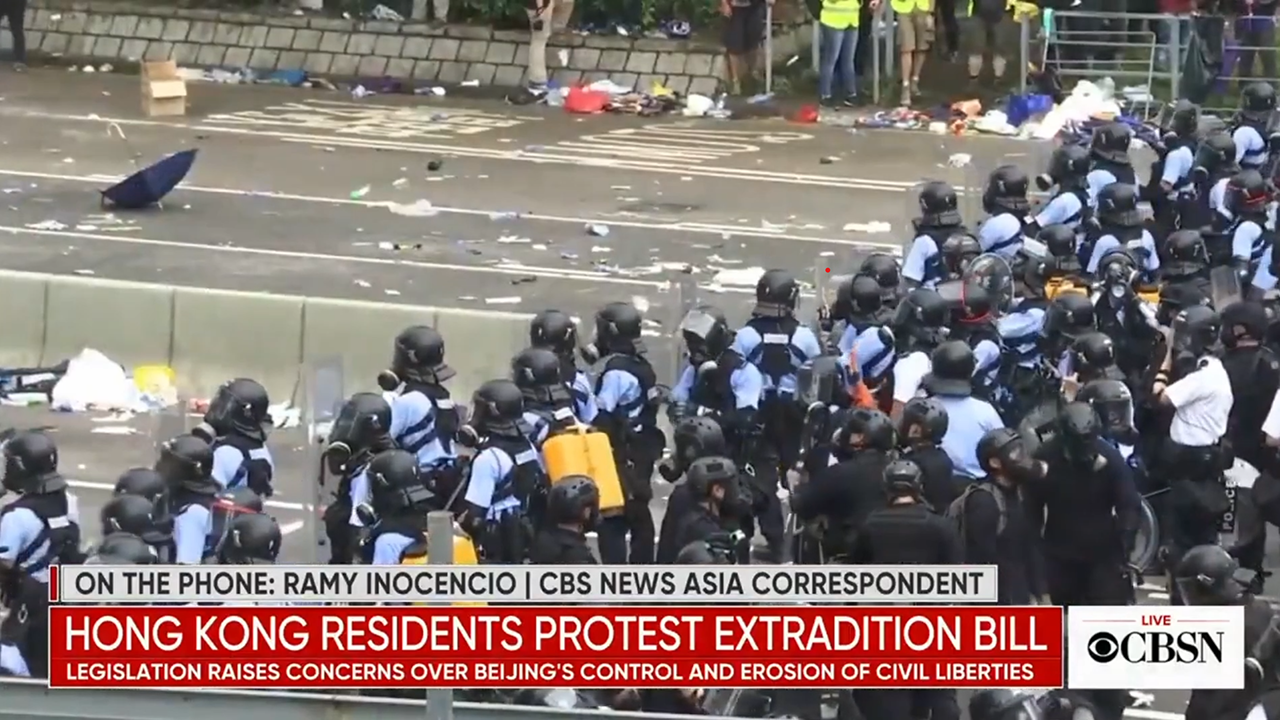 POLICE
ON THE PHONE: RAMY INOCENCIO | CBS NEWS ASIA CORRESPONDENT
HONG KONG RESIDENTS PROTEST EXTRADITION BILL
LEGISLATION RAISES CONCERNS OVER BEIJING'S CONTROL AND EROSION OF CIVIL LIBERTIES
LIVE
CBSN